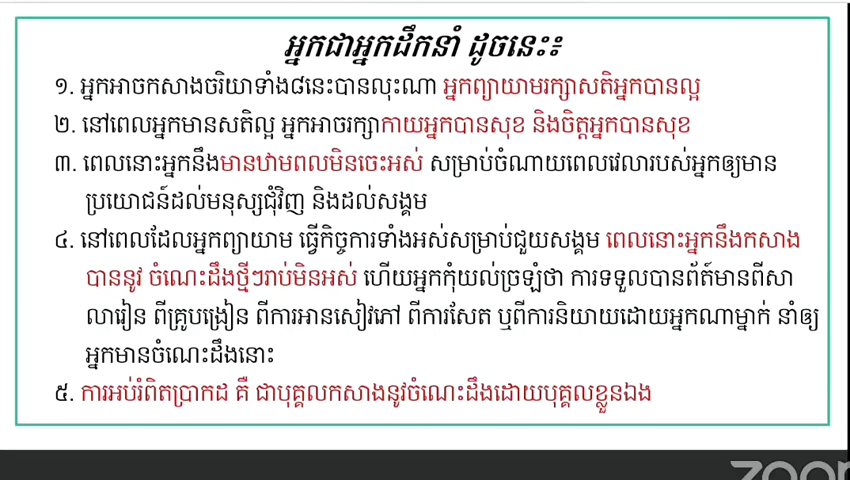 អ្នកជាអ្នកដឹកនាំ ដូចនេះ៖
១. អ្នកអាចកសាងចរិយាទាំង៨នេះបានលុះណា អ្នកព្យាយាមរក្សាសតិអ្នកបានល្អ
២. នៅពេលអ្នកមានសតិល្អ អ្នកអាចរក្សាកាយអ្នកបានសុខ និងចិត្តអ្នកបានសុខ
៣. ពេលនោះអ្នកនឹងមានឋាមពលមិនចេះអស់ សម្រាប់ចំណាយពេលវេលារបស់អ្នកឲ្យមាន
ប្រយោជន៍ដល់មនុស្សជុំវិញ និងដល់សង្គម
៤. នៅពេលដែលអ្នកព្យាយាម ធ្វើកិច្ចការទាំងអស់សម្រាប់ជួយសង្គម ពេលនោះអ្នកនឹងកសាង
បាននូវ ចំណេះដឹងថ្មីៗរាប់មិនអស់ ហើយអ្នកកុំយល់ច្រឡំថា ការទទួលបានព័ត៍មានពីសា
លារៀន ពីគ្រូបង្រៀន ពីការអានសៀវភៅ ពីការសែត ឬពីការនិយាយដោយអ្នកណាម្នាក់ នាំឲ្យ
អ្នកមានចំណេះដឹងនោះ
៥. ការអប់រំពិតប្រាកដ គឺ ជាបុគ្គលកសាងនូវចំណេះដឹងដោយបុគ្គលខ្លួនឯង
zoom